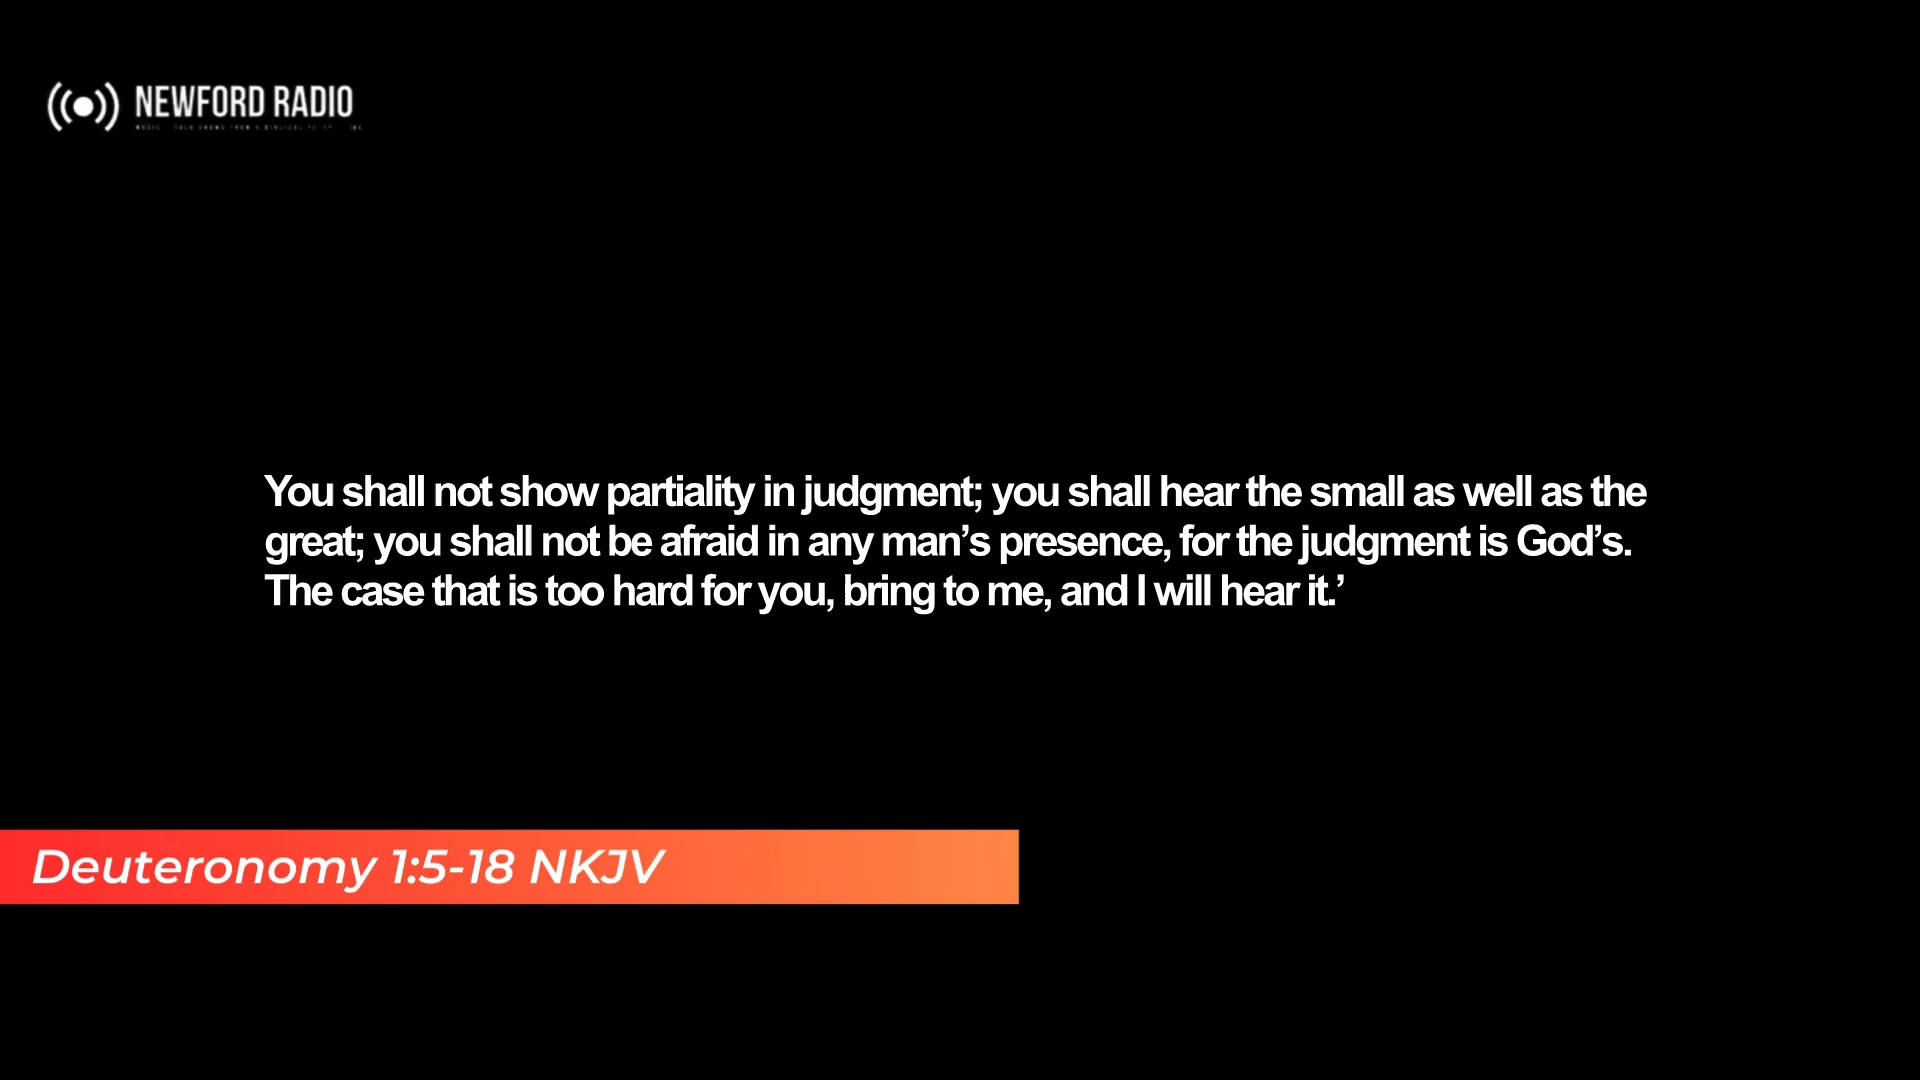 NEWFORD RADIO
You shall not show partiality in judgment; you shall hear the small as well as the
great; you shall not be afraid in any man’s presence, for the judgment is God’s.
The case that is too hard for you, bring to me, and I will hear it.’
Deuteronomy 1:5-18 NKJV